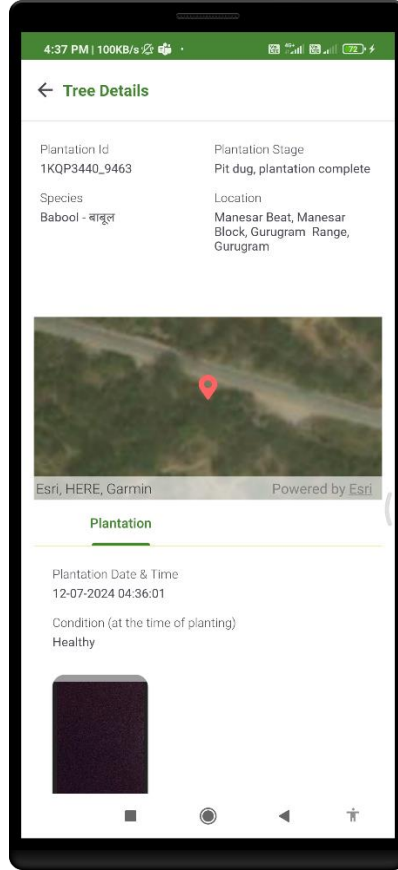 4:37 PM | 100KB/s
72
Tree Details
Plantation Id
1KQP3440_9463
Plantation Stage
Pit dug, plantation complete
Species
Babool - बाबूल
Location
Manesar Beat, Manesar
Block, Gurugram Range,
Gurugram
Esri, HERE, Garmin
Powered by Esri
Plantation
Plantation Date & Time
12-07-2024 04:36:01
Condition (at the time of planting)
Healthy